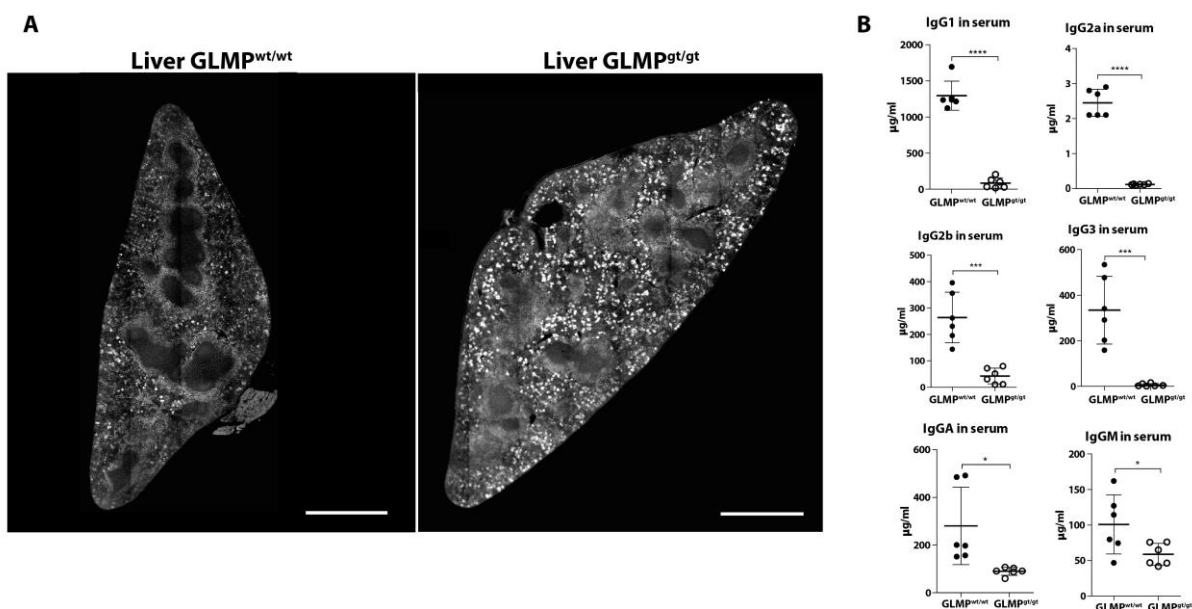 A
Liver GLMPwt/wt
Liver GLMPgt/gt
B
IgG1 in serum
****
2000
1500
1000
500
0
µg/ml
GLMPwt/wt GLMPgt/gt
IgG2a in serum
****
4
3
2
1
0
µg/ml
GLMPwt/wt GLMPgt/gt
IgG2b in serum
***
500
400
300
200
100
0
µg/ml
GLMPwt/wt GLMPgt/gt
IgG3 in serum
***
600
400
200
0
µg/ml
GLMPwt/wt GLMPgt/gt
IgGA in serum
*
600
400
200
0
µg/ml
GLMPwt/wt GLMPgt/gt
IgGM in serum
*
200
150
100
50
0
µg/ml
GLMPwt/wt GLMPgt/gt